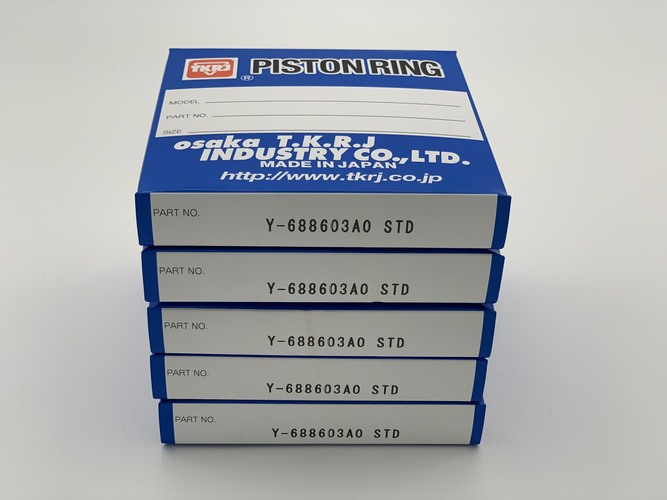 TKRJ ® PISTON RING
MODEL
PART NO.
SIZE
osaka T.K.R.J
INDUSTRY CO.,LTD.
MADE IN JAPAN
http://www.tkrj.co.jp
PART NO. Y-688603A0 STD
PART NO. Y-688603A0 STD
PART NO. Y-688603A0 STD
PART NO. Y-688603A0 STD
PART NO. Y-688603A0 STD